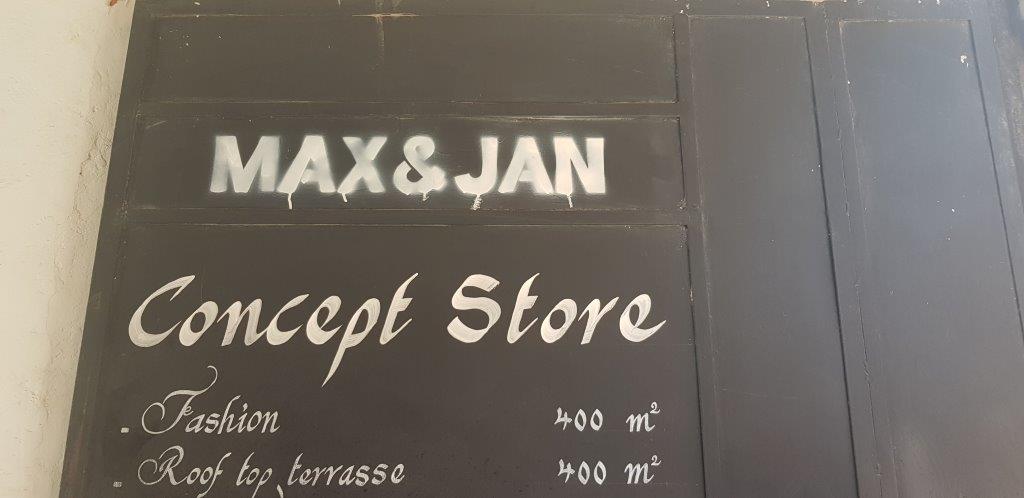 MAX & JAN
Concept Store
- Fashion 400 m²
- Roof top terrasse 400 m²